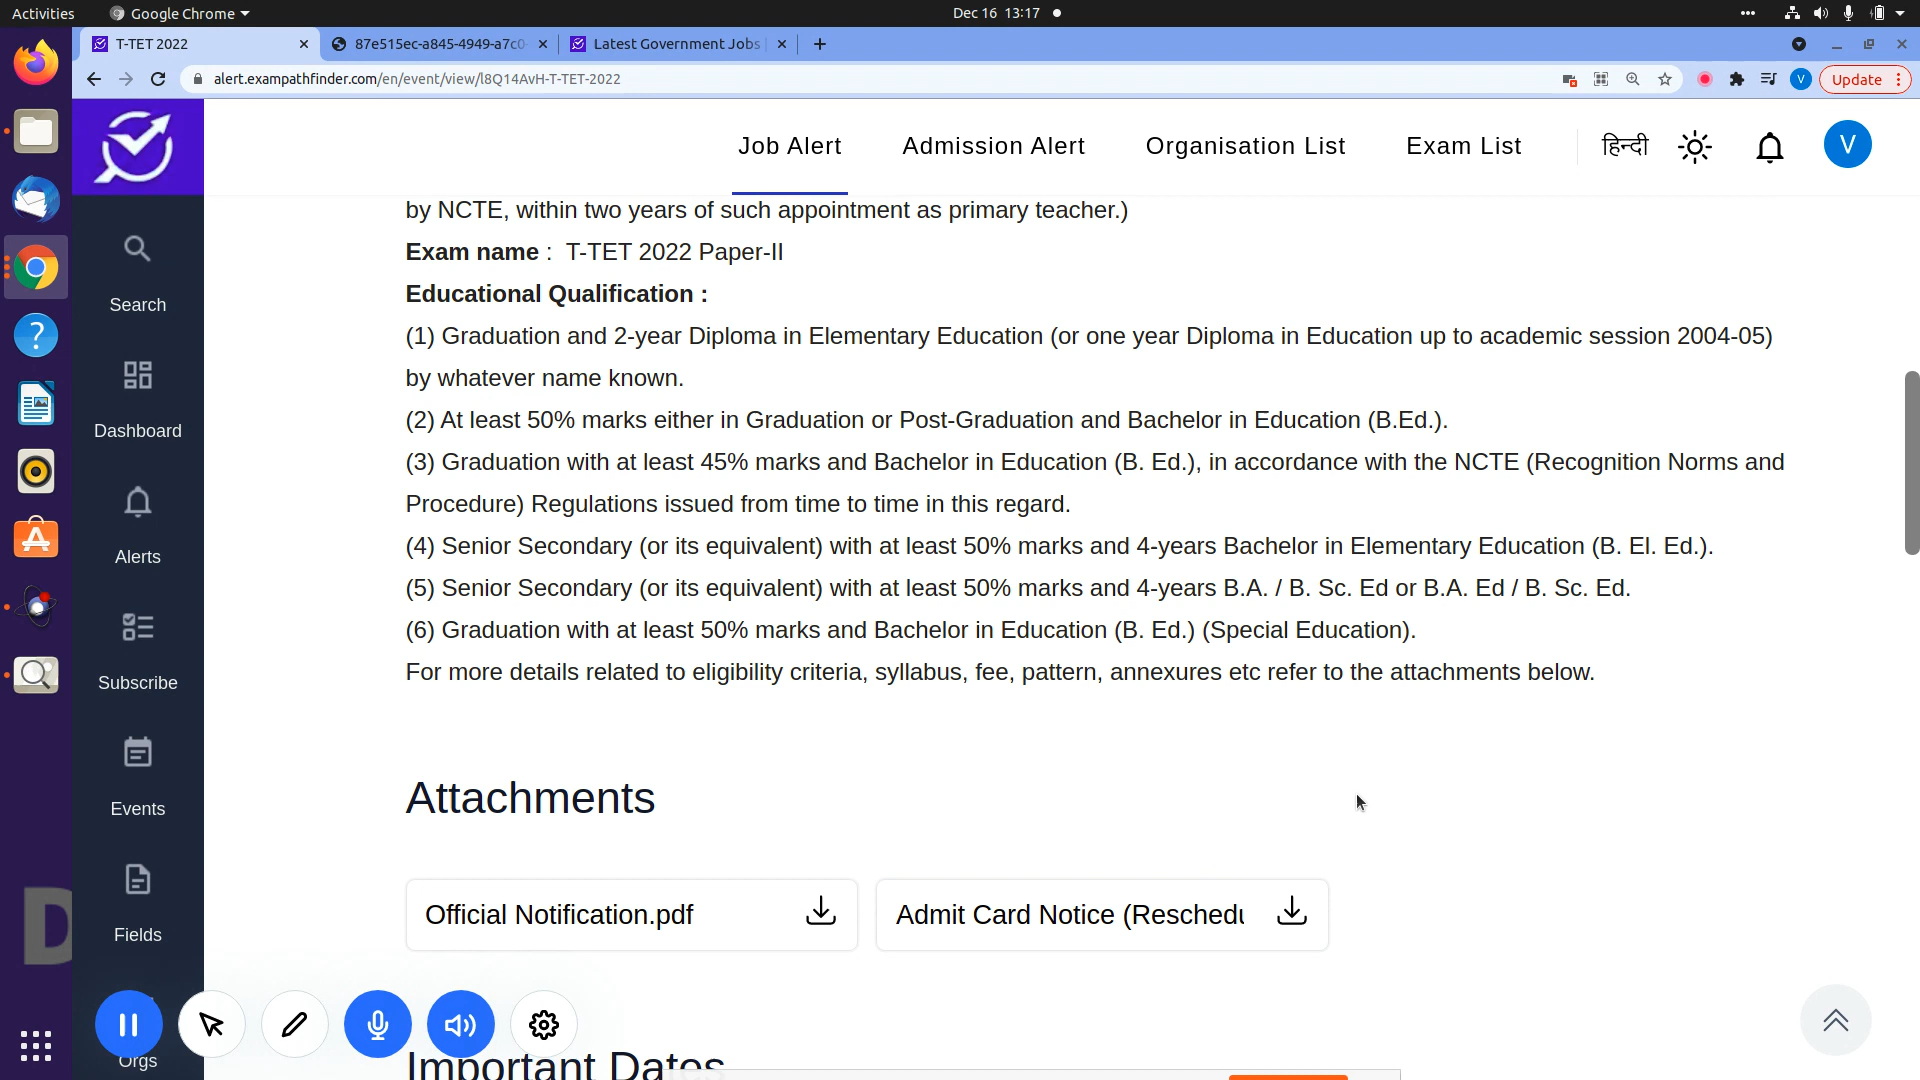 Activities
Google Chrome
Dec 16 13:17
T-TET 2022
87e515ec-a845-4949-a7c0-
Latest Government Jobs
alert.exampathfinder.com/en/event/view/l8Q14AvH-T-TET-2022
V
Update
Job Alert
Admission Alert
Organisation List
Exam List
हिन्दी
V
Search
Dashboard
Alerts
Subscribe
Events
Fields
Orgs
by NCTE, within two years of such appointment as primary teacher.)
Exam name : T-TET 2022 Paper-II
Educational Qualification :
(1) Graduation and 2-year Diploma in Elementary Education (or one year Diploma in Education up to academic session 2004-05)
by whatever name known.
(2) At least 50% marks either in Graduation or Post-Graduation and Bachelor in Education (B.Ed.).
(3) Graduation with at least 45% marks and Bachelor in Education (B. Ed.), in accordance with the NCTE (Recognition Norms and
Procedure) Regulations issued from time to time in this regard.
(4) Senior Secondary (or its equivalent) with at least 50% marks and 4-years Bachelor in Elementary Education (B. El. Ed.).
(5) Senior Secondary (or its equivalent) with at least 50% marks and 4-years B.A. / B. Sc. Ed or B.A. Ed / B. Sc. Ed.
(6) Graduation with at least 50% marks and Bachelor in Education (B. Ed.) (Special Education).
For more details related to eligibility criteria, syllabus, fee, pattern, annexures etc refer to the attachments below.
Attachments
Official Notification.pdf
Admit Card Notice (Reschedu
Important Dates
D